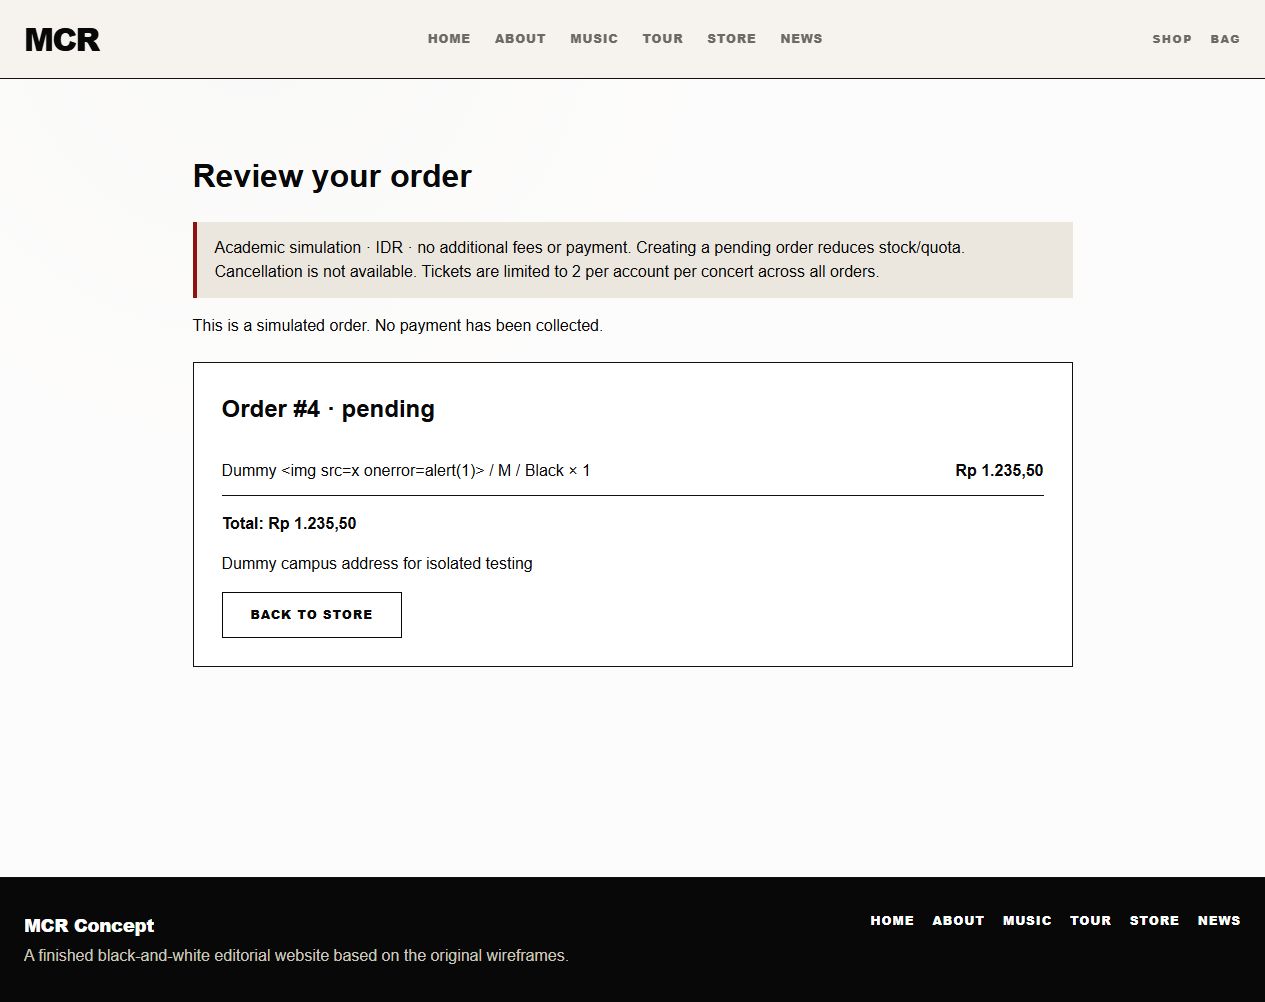 MCR
HOME ABOUT MUSIC TOUR STORE NEWS
SHOP BAG
Review your order
Academic simulation · IDR · no additional fees or payment. Creating a pending order reduces stock/quota.
Cancellation is not available. Tickets are limited to 2 per account per concert across all orders.
This is a simulated order. No payment has been collected.
Order #4 · pending
Dummy <img src=x onerror=alert(1)> / M / Black × 1 Rp 1.235,50
Total: Rp 1.235,50
Dummy campus address for isolated testing
BACK TO STORE
MCR Concept
A finished black-and-white editorial website based on the original wireframes.
HOME ABOUT MUSIC TOUR STORE NEWS